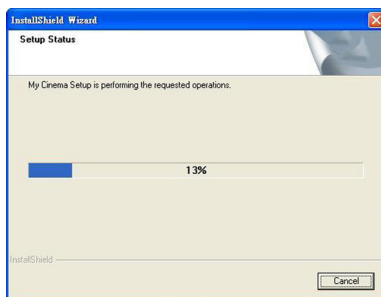 InstallShield Wizard
Setup Status
My Cinema Setup is performing the requested operations.
13%
InstallShield
Cancel